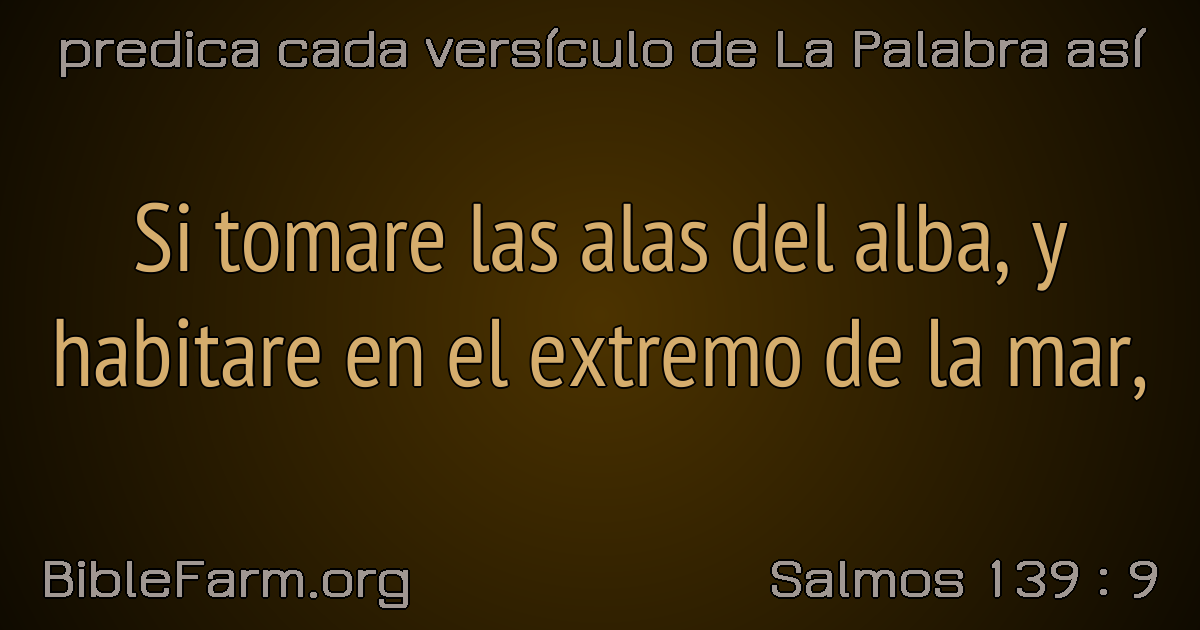 predica cada versículo de La Palabra así
Si tomare las alas del alba, y
habitare en el extremo de la mar,
BibleFarm.org
Salmos 139 : 9